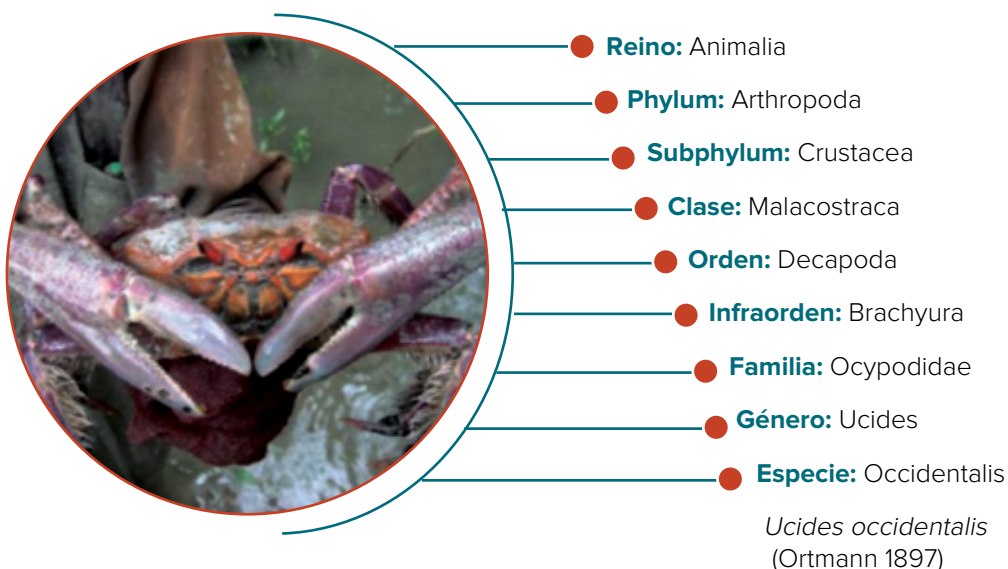 Reino: Animalia
Phylum: Arthropoda
Subphylum: Crustacea
Clase: Malacostraca
Orden: Decapoda
Infraorden: Brachyura
Familia: Ocypodidae
Género: Ucides
Especie: Occidentalis
Ucides occidentalis
(Ortmann 1897)